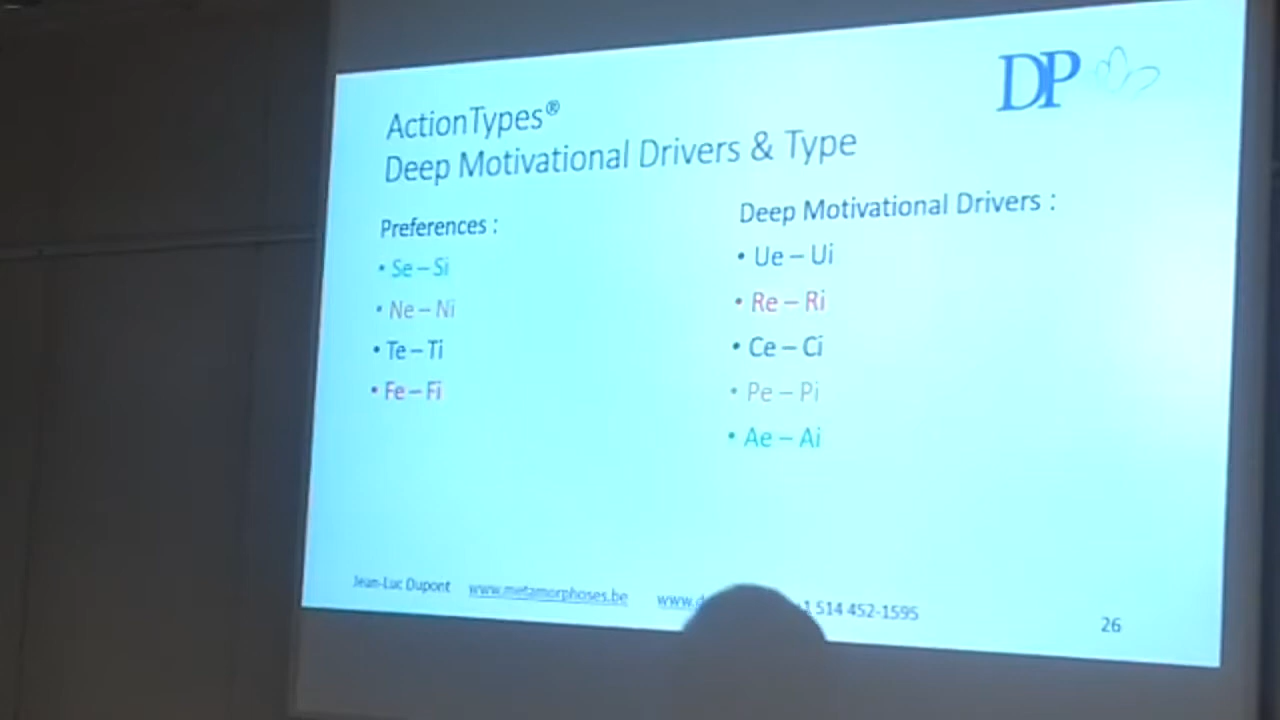 DP
ActionTypes®
Deep Motivational Drivers & Type
Preferences :
• Se – Si
• Ne – Ni
• Te – Ti
• Fe – Fi
Deep Motivational Drivers :
• Ue – Ui
• Re – Ri
• Ce – Ci
• Pe – Pi
• Ae – Ai
Jean-Luc Dupont www.metamorphoses.be www. 1 514 452-1595
26